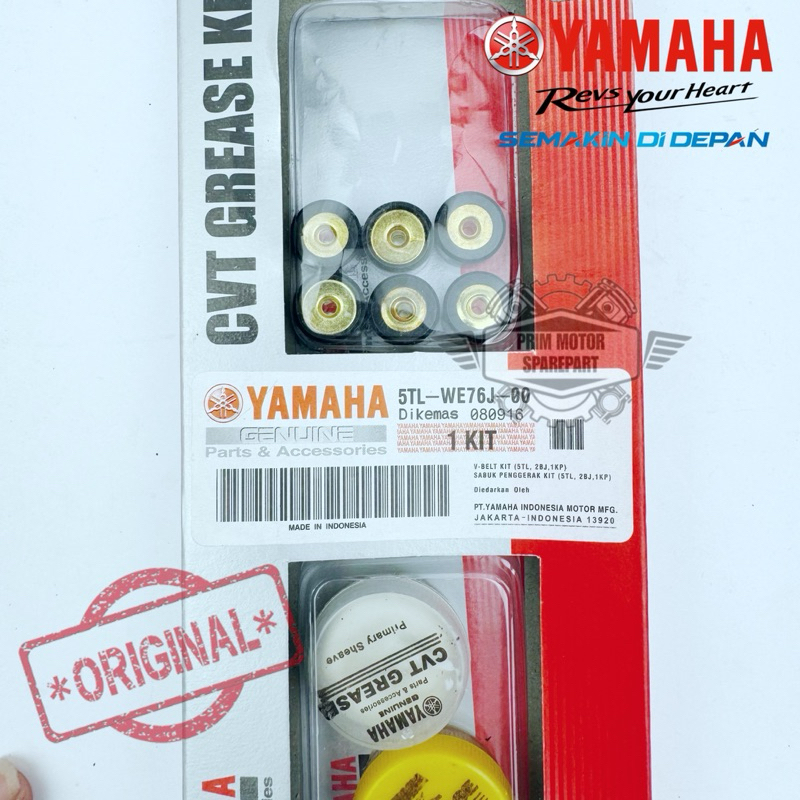 YAMAHA
Revs Your Heart
SEMAKIN DI DEPAN
CVT GREASE
PRIM MOTOR
SPAREPART
YAMAHA
GENUINE
Parts & Accessories
5TL-WE76J-00
Dikemas 080916
1 KIT
V-BELT KIT (5TL, 2BJ,1KP)
SABUK PENGGERAK KIT (5TL, 2BJ,1KP)
Diedarkan Oleh
PT.YAMAHA INDONESIA MOTOR MFG.
JAKARTA-INDONESIA 13920
MADE IN INDONESIA
*ORIGINAL*
Primary Sheave
CVT GREASE
Parts & Accessories
GENUINE
YAMAHA